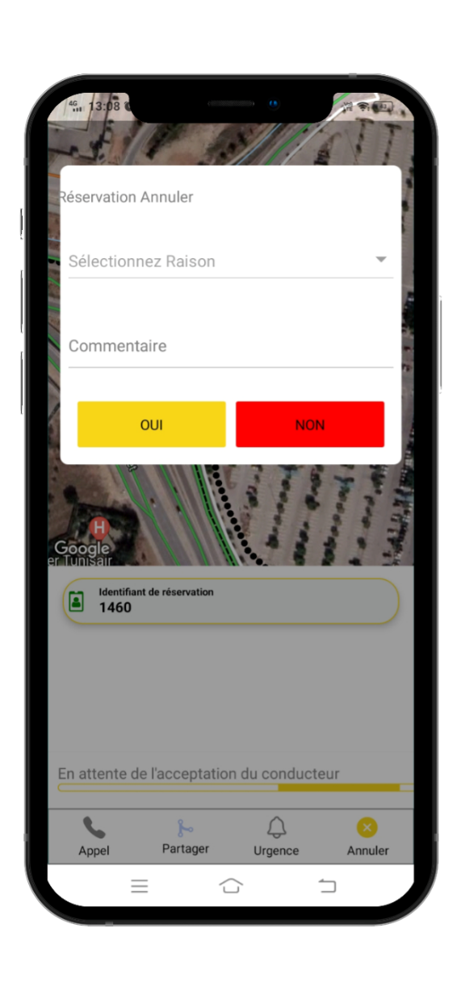 4G 13:08
Réservation Annuler
Sélectionnez Raison
Commentaire
OUI
NON
H
Google
er Tunisair
Identifiant de réservation
1460
En attente de l'acceptation du conducteur
Appel Partager Urgence Annuler